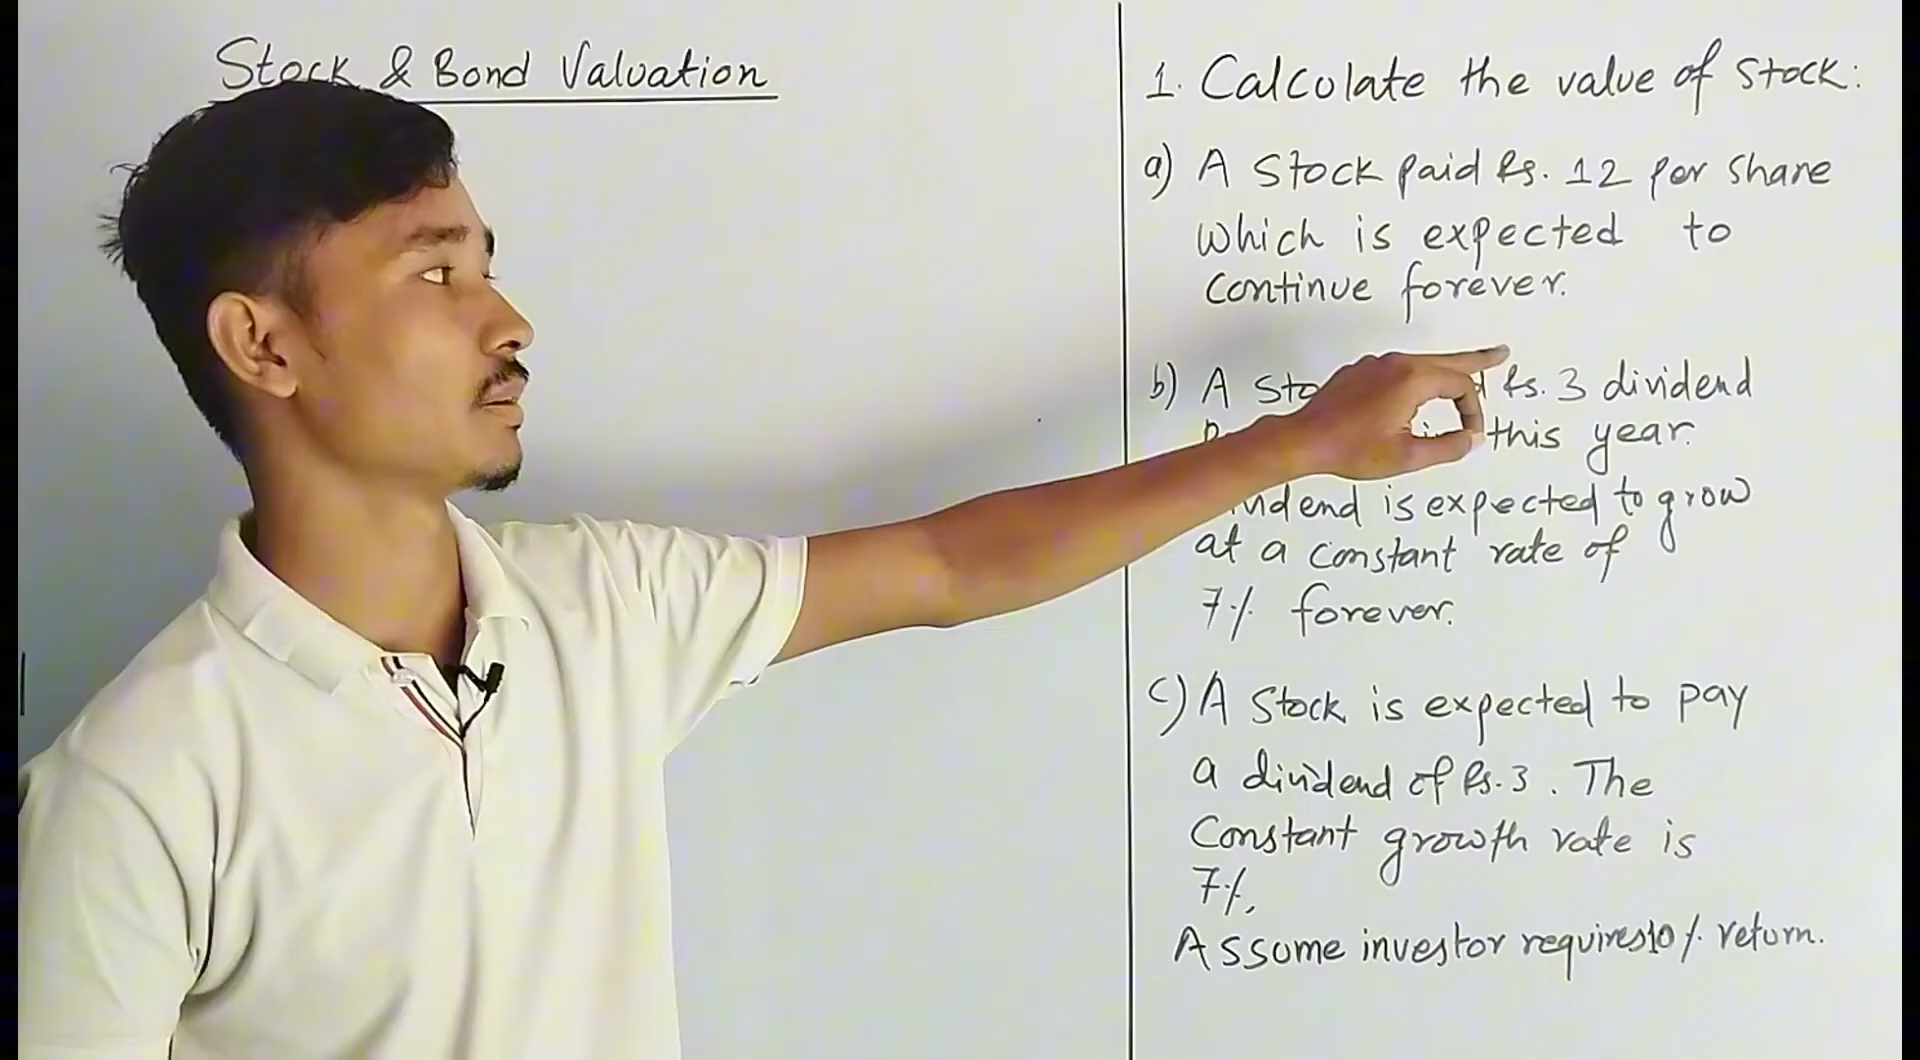 Stock & Bond Valuation
1. Calculate the value of Stock:
a) A Stock paid Rs. 12 per share
which is expected to
continue forever.
b) A Rs. 3 dividend
this year.
is expected to grow
at a constant rate of
7% forever.
c) A Stock is expected to pay
a dividend of Rs. 3. The
Constant growth rate is
7%.
Assume investor requires 10% return.